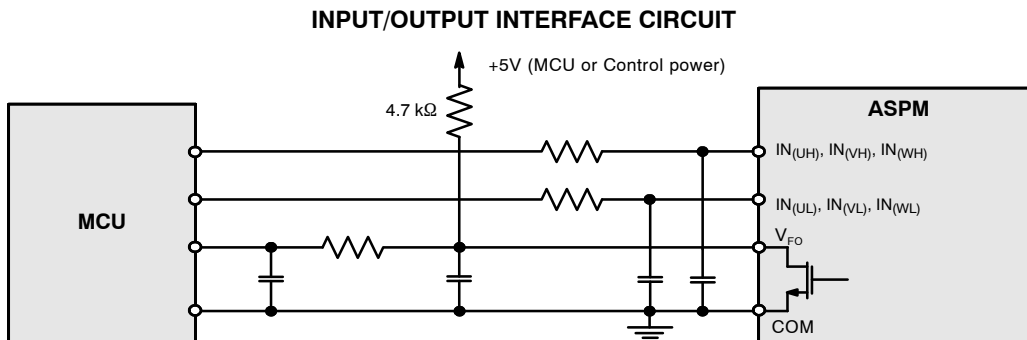 INPUT/OUTPUT INTERFACE CIRCUIT
+5V (MCU or Control power)
4.7 kΩ
ASPM
IN(UH), IN(VH), IN(WH)
MCU
IN(UL), IN(VL), IN(WL)
VFO
COM